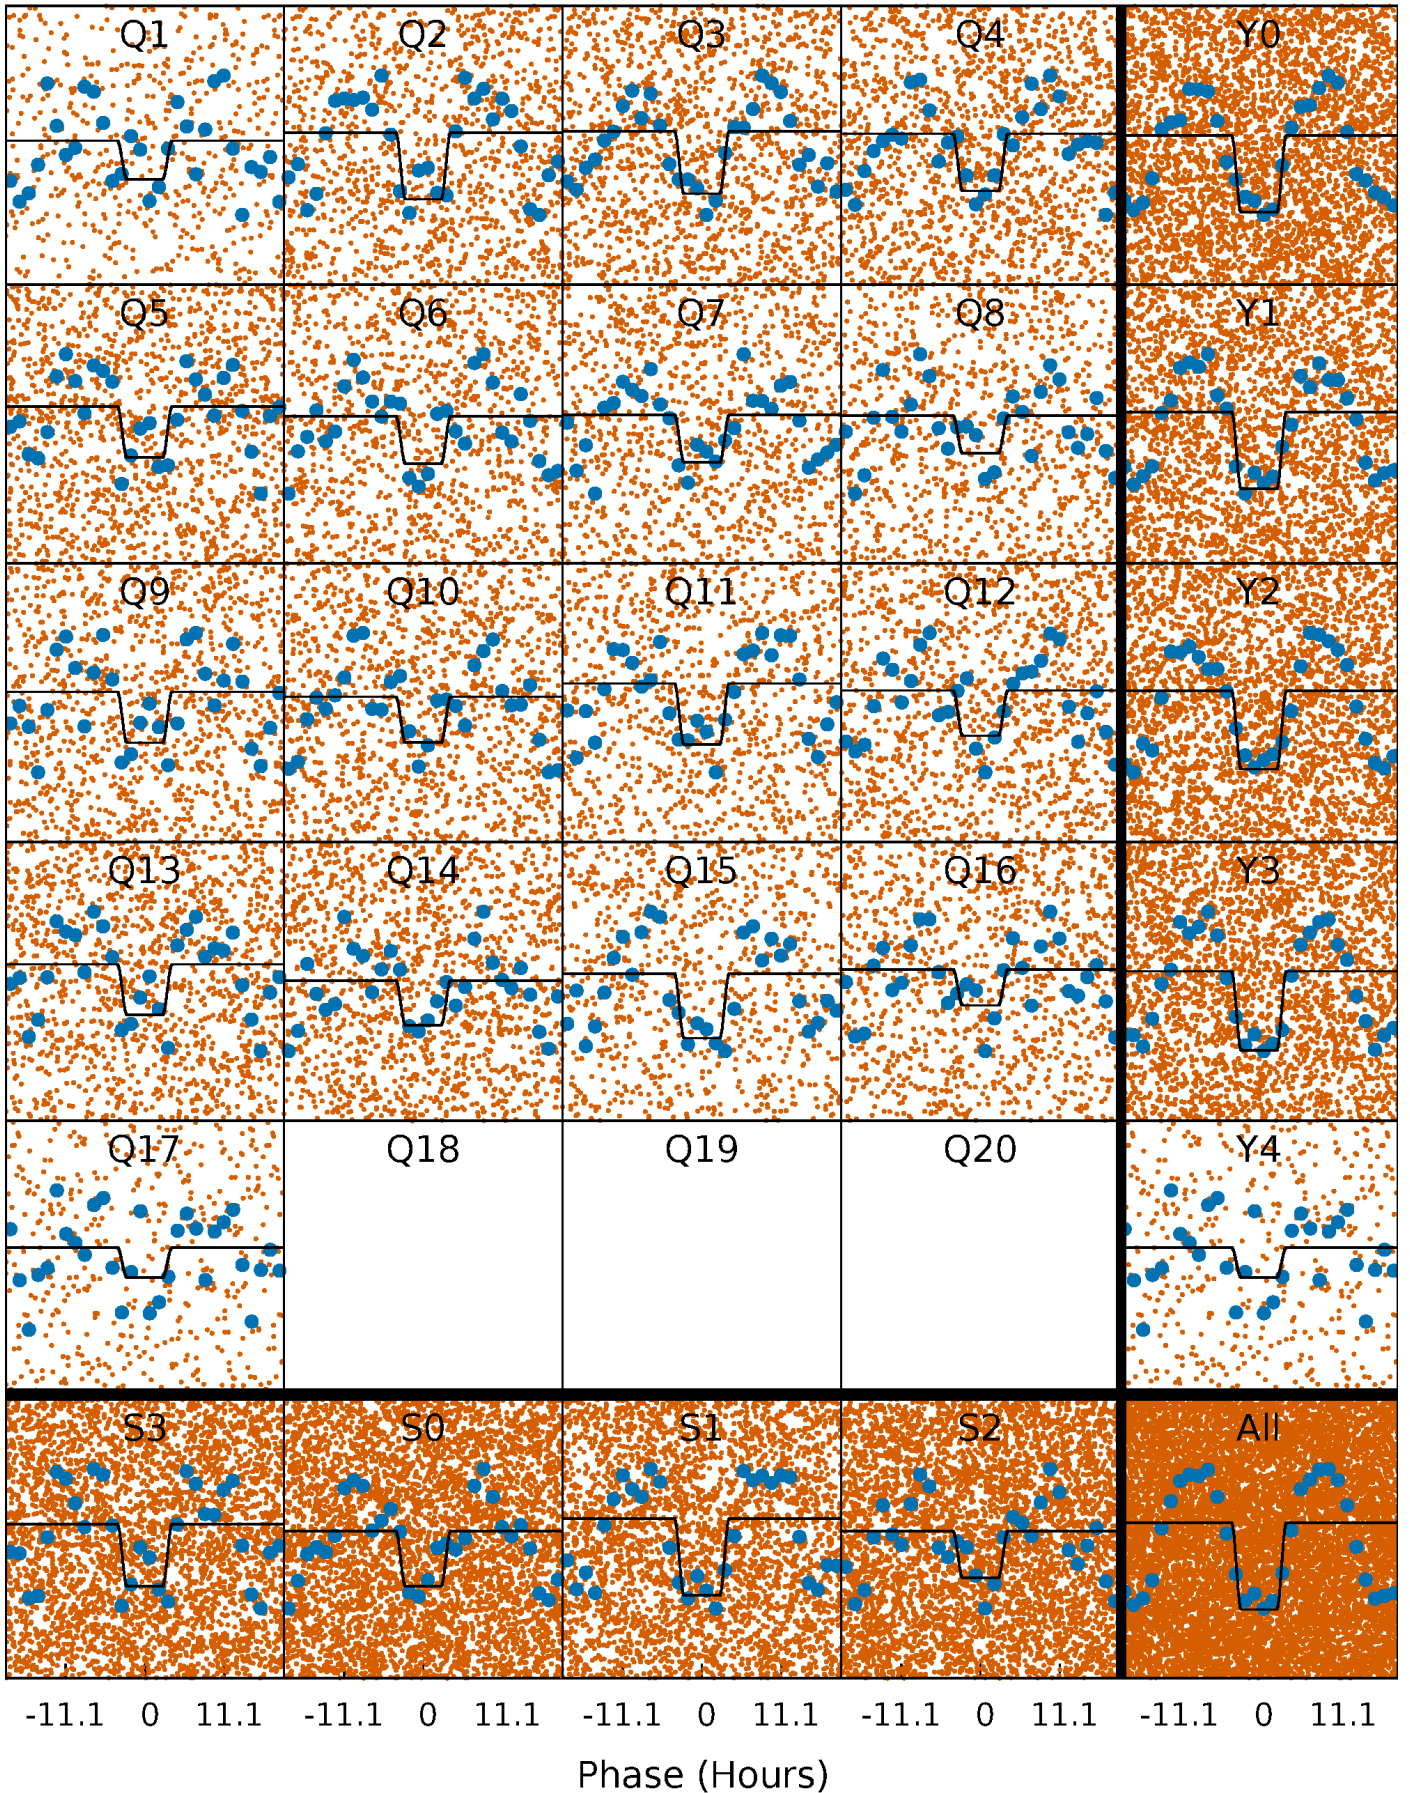 Q1 Q2 Q3 Q4 Y0
Q5 Q6 Q7 Q8 Y1
Q9 Q10 Q11 Q12 Y2
Q13 Q14 Q15 Q16 Y3
Q17 Q18 Q19 Q20 Y4
S3 S0 S1 S2 All
-11.1 0 11.1 -11.1 0 11.1 -11.1 0 11.1 -11.1 0 11.1 -11.1 0 11.1
Phase (Hours)